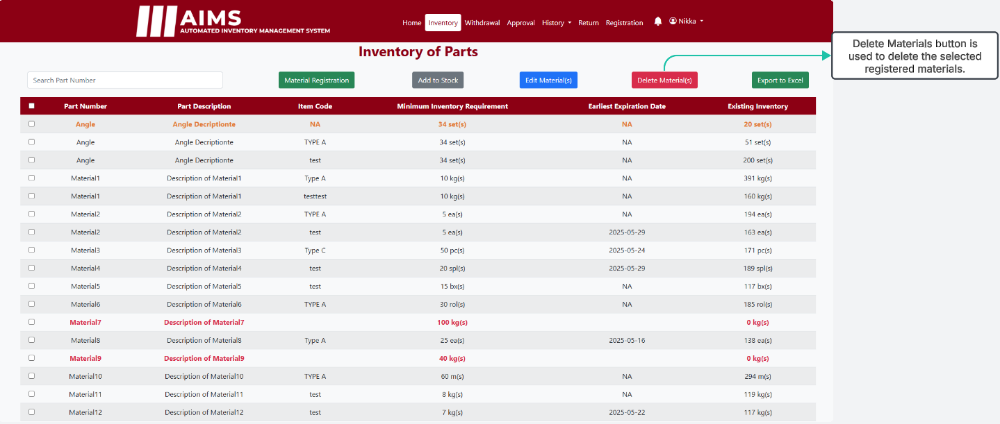 AIMS
AUTOMATED INVENTORY MANAGEMENT SYSTEM
Home Inventory Withdrawal Approval History Return Registration Nikka
Inventory of Parts
Delete Materials button is
used to delete the selected
registered materials.
Search Part Number Material Registration Add to Stock Edit Material(s) Delete Material(s) Export to Excel
Part Number Part Description Item Code Minimum Inventory Requirement Earliest Expiration Date Existing Inventory
Angle Angle Decriptionte NA 34 set(s) NA 20 set(s)
Angle Angle Decriptionte TYPE A 34 set(s) NA 51 set(s)
Angle Angle Decriptionte test 34 set(s) NA 200 set(s)
Material1 Description of Material1 Type A 10 kg(s) NA 391 kg(s)
Material1 Description of Material1 testtest 10 kg(s) NA 160 kg(s)
Material2 Description of Material2 TYPE A 5 ea(s) NA 194 ea(s)
Material2 Description of Material2 test 5 ea(s) 2025-05-29 163 ea(s)
Material3 Description of Material3 Type C 50 pc(s) 2025-05-24 171 pc(s)
Material4 Description of Material4 test 20 spl(s) 2025-05-29 189 spl(s)
Material5 Description of Material5 test 15 bx(s) NA 117 bx(s)
Material6 Description of Material6 TYPE A 30 rol(s) NA 185 rol(s)
Material7 Description of Material7 100 kg(s) 0 kg(s)
Material8 Description of Material8 Type A 25 ea(s) 2025-05-16 138 ea(s)
Material9 Description of Material9 40 kg(s) 0 kg(s)
Material10 Description of Material10 TYPE A 60 m(s) NA 294 m(s)
Material11 Description of Material11 test 8 kg(s) NA 119 kg(s)
Material12 Description of Material12 test 7 kg(s) 2025-05-22 117 kg(s)